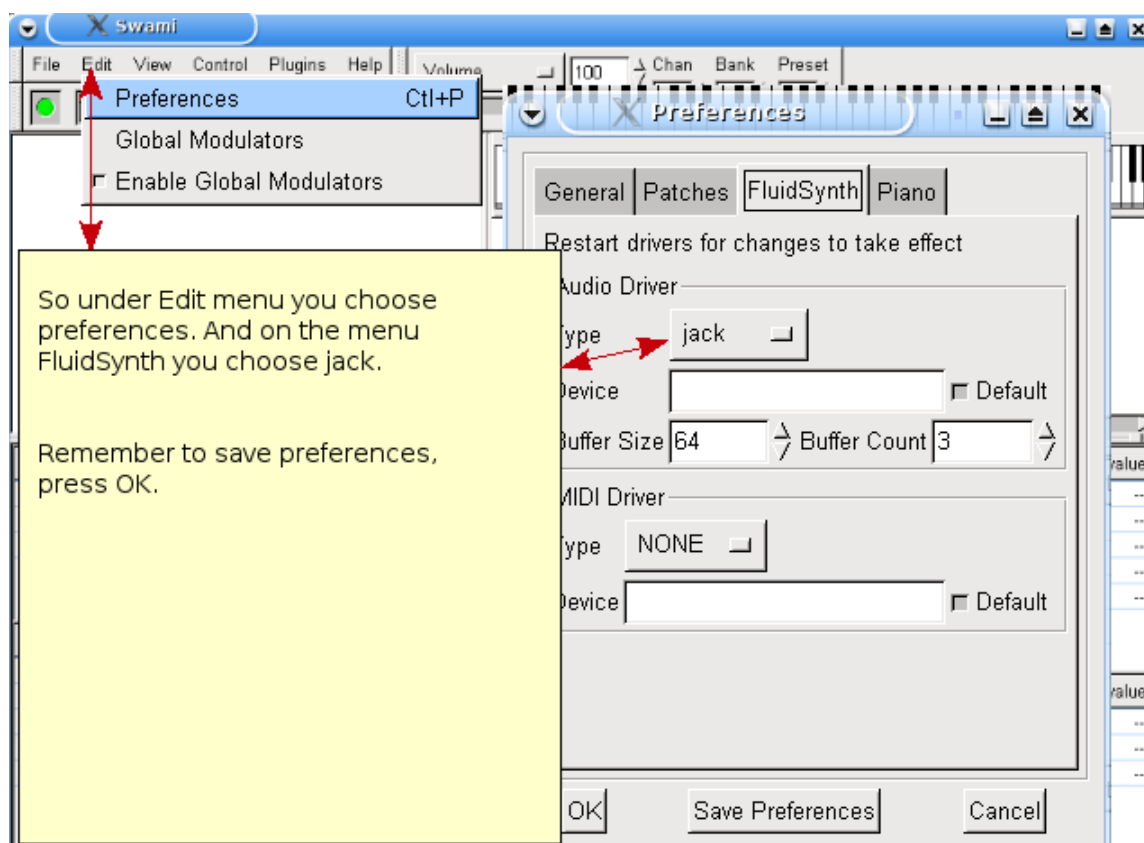 Swami
File Edit View Control Plugins Help
Volume 100 Chan Bank Preset
Preferences Ctl+P
Global Modulators
Enable Global Modulators
Preferences
General Patches FluidSynth Piano
Restart drivers for changes to take effect
Audio Driver
Type jack
Device Default
Buffer Size 64 Buffer Count 3
MIDI Driver
Type NONE
Device Default
OK Save Preferences Cancel
So under Edit menu you choose
preferences. And on the menu
FluidSynth you choose jack.
Remember to save preferences,
press OK.
value
--
--
--
--
--
value
--
--
--